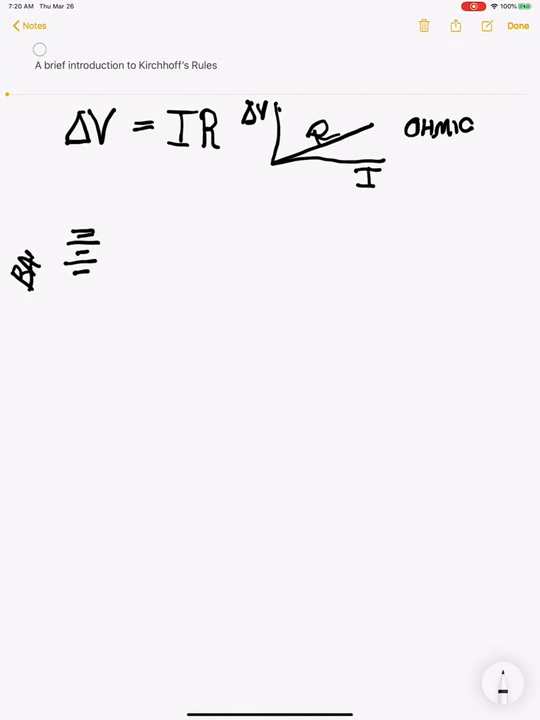 7:20 AM Thu Mar 26
100%
Notes
Done
A brief introduction to Kirchhoff's Rules
ΔV = IR
ΔV
R
I
OHMIC